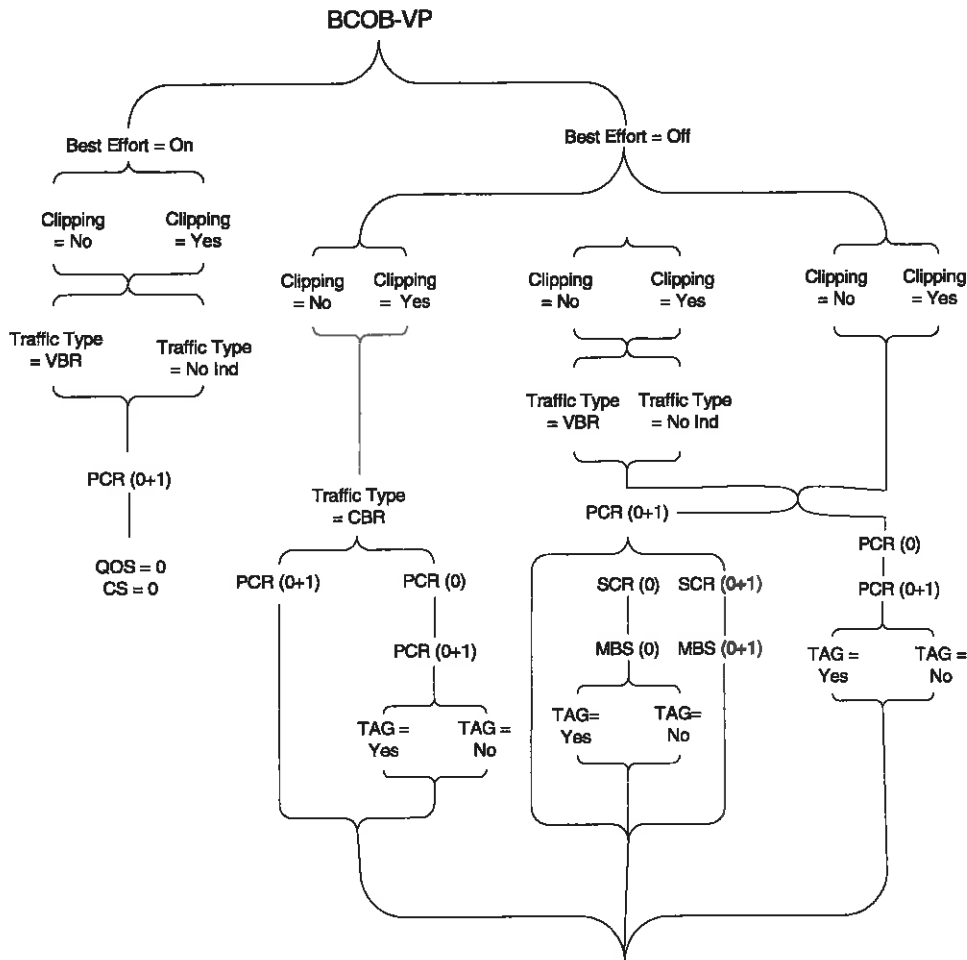 BCOB-VP
Best Effort = On
Best Effort = Off
Clipping
= No
Clipping
= Yes
Clipping
= No
Clipping
= Yes
Clipping
= No
Clipping
= Yes
Clipping
= No
Clipping
= Yes
Traffic Type
= VBR
Traffic Type
= No Ind
Traffic Type
= VBR
Traffic Type
= No Ind
PCR (0+1)
QOS = 0
CS = 0
Traffic Type
= CBR
PCR (0+1)
PCR (0)
PCR (0+1)
TAG =
Yes
TAG =
No
PCR (0+1)
SCR (0)
SCR (0+1)
MBS (0)
MBS (0+1)
TAG=
Yes
TAG=
No
PCR (0)
PCR (0+1)
TAG =
Yes
TAG =
No